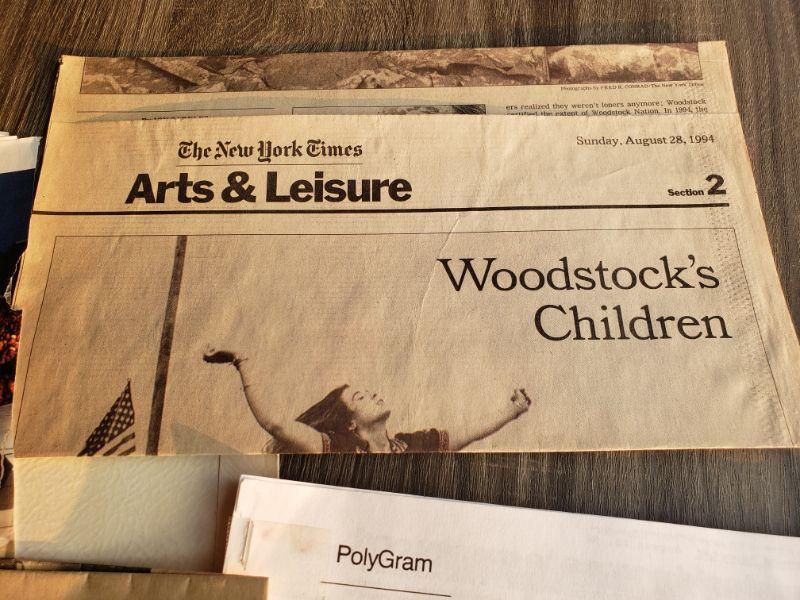 Photographs by FRED R. CONRAD/The New York Times
ers realized they weren't loners anymore; Woodstock
certified the extent of Woodstock Nation. In 1994, the
The New York Times
Sunday, August 28, 1994
Arts & Leisure
Section 2
Woodstock's
Children
PolyGram